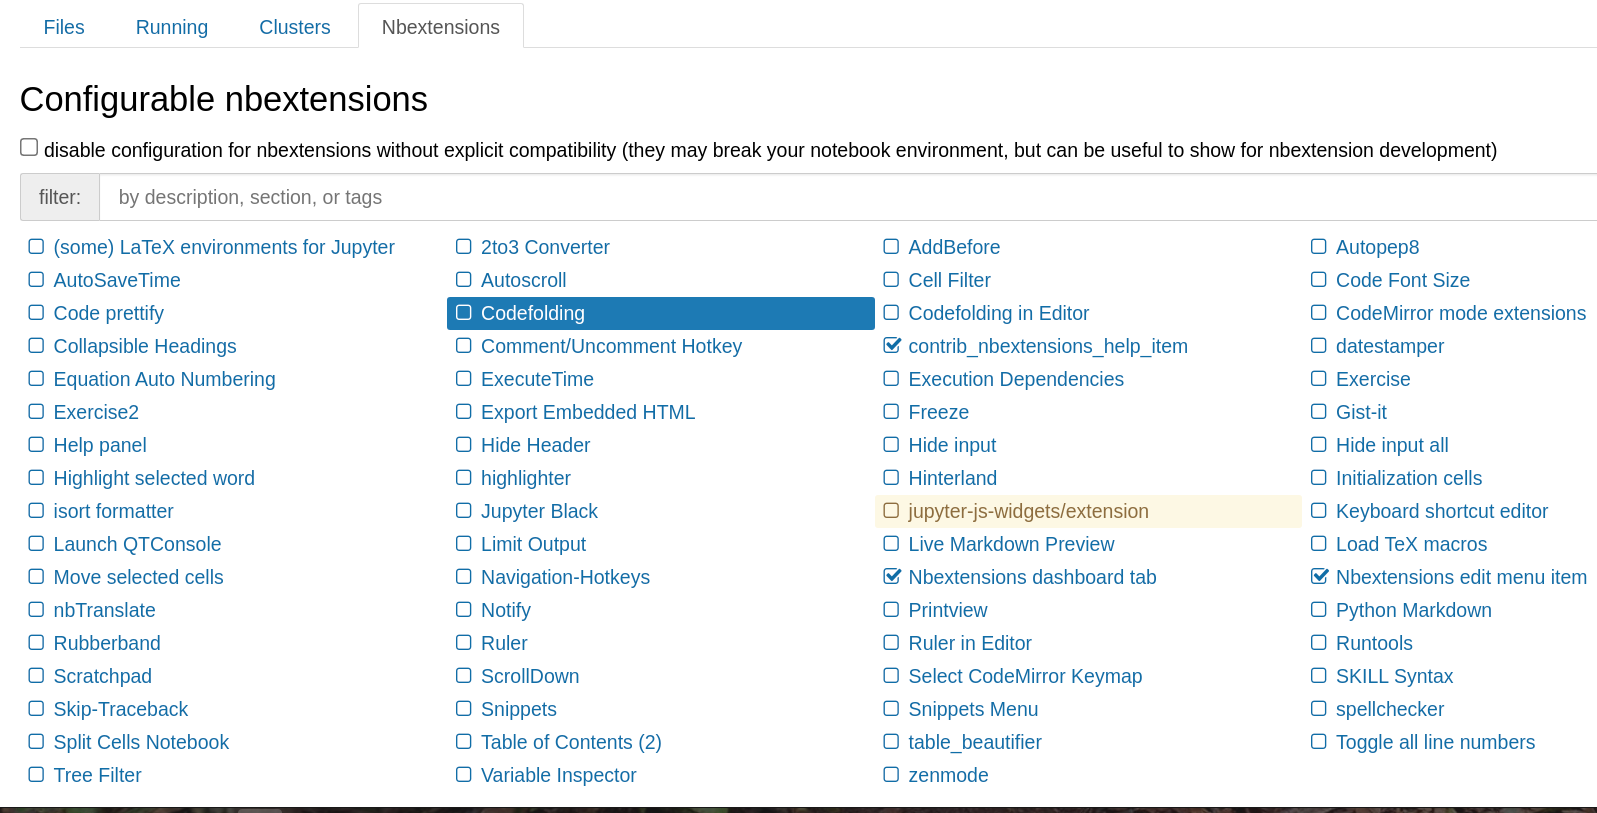 Files Running Clusters Nbextensions
Configurable nbextensions
disable configuration for nbextensions without explicit compatibility (they may break your notebook environment, but can be useful to show for nbextension development)
filter: by description, section, or tags
(some) LaTeX environments for Jupyter 2to3 Converter AddBefore Autopep8
AutoSaveTime Autoscroll Cell Filter Code Font Size
Code prettify Codefolding Codefolding in Editor CodeMirror mode extensions
Collapsible Headings Comment/Uncomment Hotkey contrib_nbextensions_help_item datestamper
Equation Auto Numbering ExecuteTime Execution Dependencies Exercise
Exercise2 Export Embedded HTML Freeze Gist-it
Help panel Hide Header Hide input Hide input all
Highlight selected word highlighter Hinterland Initialization cells
isort formatter Jupyter Black jupyter-js-widgets/extension Keyboard shortcut editor
Launch QTConsole Limit Output Live Markdown Preview Load TeX macros
Move selected cells Navigation-Hotkeys Nbextensions dashboard tab Nbextensions edit menu item
nbTranslate Notify Printview Python Markdown
Rubberband Ruler Ruler in Editor Runtools
Scratchpad ScrollDown Select CodeMirror Keymap SKILL Syntax
Skip-Traceback Snippets Snippets Menu spellchecker
Split Cells Notebook Table of Contents (2) table_beautifier Toggle all line numbers
Tree Filter Variable Inspector zenmode